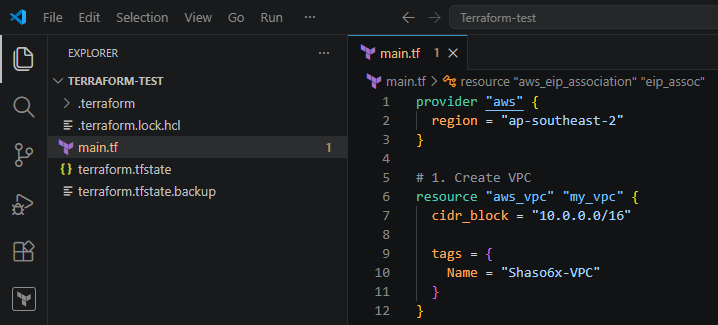 File Edit Selection View Go Run ··· Terraform-test
EXPLORER ···
TERRAFORM-TEST
.terraform
.terraform.lock.hcl
main.tf 1
terraform.tfstate
terraform.tfstate.backup
main.tf 1 ×
main.tf > resource "aws_eip_association" "eip_assoc"
1 provider "aws" {
2 region = "ap-southeast-2"
3 }
4
5 # 1. Create VPC
6 resource "aws_vpc" "my_vpc" {
7 cidr_block = "10.0.0.0/16"
8
9 tags = {
10 Name = "Shaso6x-VPC"
11 }
12 }